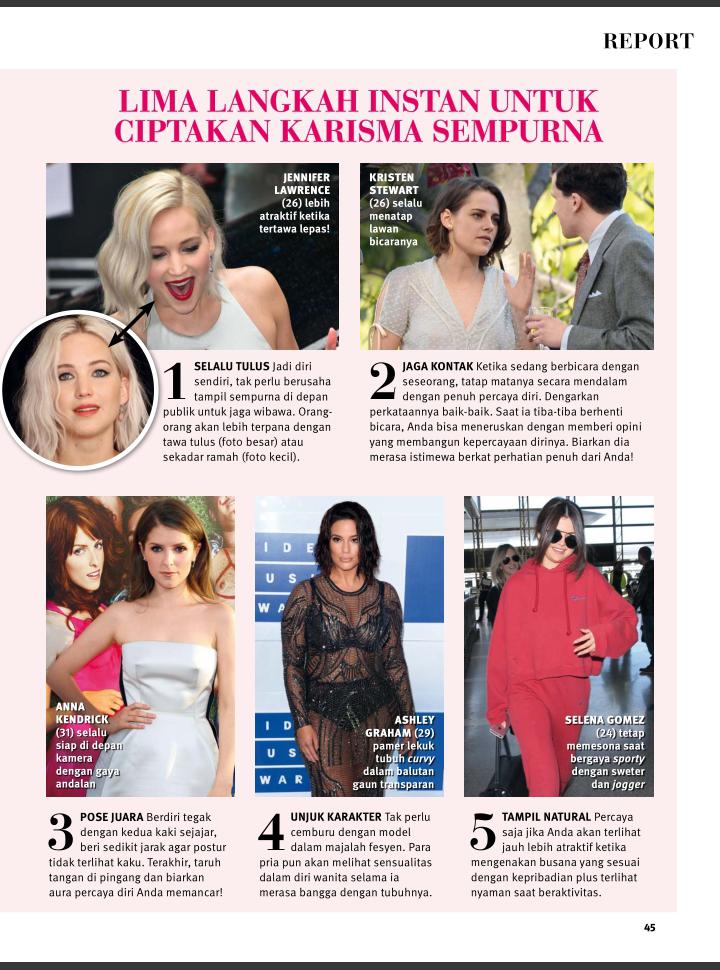 REPORT
LIMA LANGKAH INSTAN UNTUK
CIPTAKAN KARISMA SEMPURNA
JENNIFER
LAWRENCE
(26) lebih
atraktif ketika
tertawa lepas!
KRISTEN
STEWART
(26) selalu
menatap
lawan
bicaranya
1 SELALU TULUS Jadi diri
sendiri, tak perlu berusaha
tampil sempurna di depan
publik untuk jaga wibawa. Orang-
orang akan lebih terpana dengan
tawa tulus (foto besar) atau
sekadar ramah (foto kecil).
2 JAGA KONTAK Ketika sedang berbicara dengan
seseorang, tatap matanya secara mendalam
dengan penuh percaya diri. Dengarkan
perkataannya baik-baik. Saat ia tiba-tiba berhenti
bicara, Anda bisa meneruskan dengan memberi opini
yang membangun kepercayaan dirinya. Biarkan dia
merasa istimewa berkat perhatian penuh dari Anda!
ANNA
KENDRICK
(31) selalu
siap di depan
kamera
dengan gaya
andalan
IDE
US
WA
ID
US
WAR
ASHLEY
GRAHAM (29)
pamer lekuk
tubuh curvy
dalam balutan
gaun transparan
SELENA GOMEZ
(24) tetap
memesona saat
bergaya sporty
dengan sweter
dan jogger
3 POSE JUARA Berdiri tegak
dengan kedua kaki sejajar,
beri sedikit jarak agar postur
tidak terlihat kaku. Terakhir, taruh
tangan di pingang dan biarkan
aura percaya diri Anda memancar!
4 UNJUK KARAKTER Tak perlu
cemburu dengan model
dalam majalah fesyen. Para
pria pun akan melihat sensualitas
dalam diri wanita selama ia
merasa bangga dengan tubuhnya.
5 TAMPIL NATURAL Percaya
saja jika Anda akan terlihat
jauh lebih atraktif ketika
mengenakan busana yang sesuai
dengan kepribadian plus terlihat
nyaman saat beraktivitas.
45